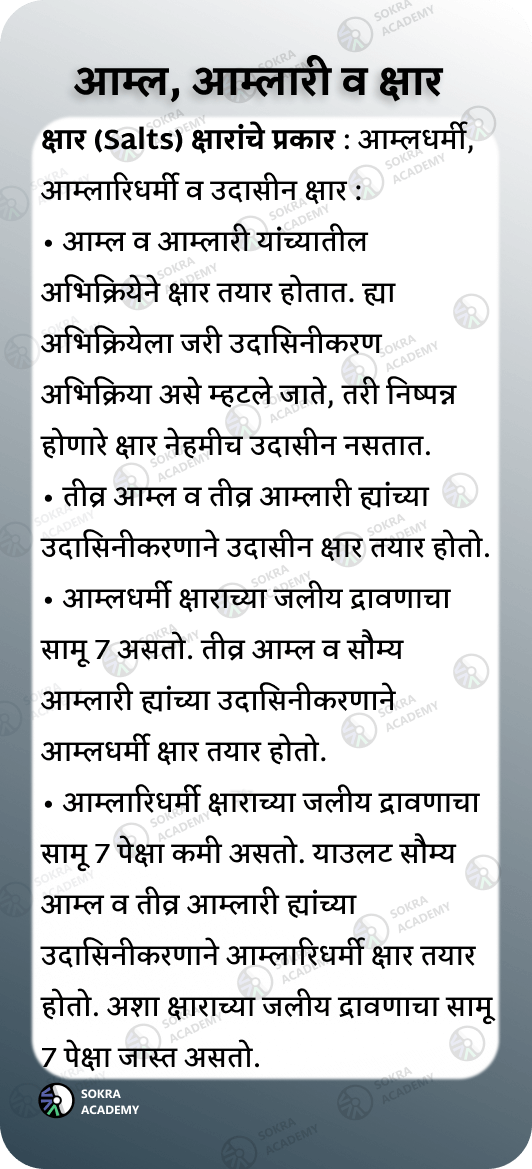 आम्ल, आम्लारी व क्षार
क्षार (Salts) क्षारांचे प्रकार : आम्लधर्मी,
आम्लारिधर्मी व उदासीन क्षार :
• आम्ल व आम्लारी यांच्यातील
अभिक्रियेने क्षार तयार होतात. ह्या
अभिक्रियेला जरी उदासिनीकरण
अभिक्रिया असे म्हटले जाते, तरी निष्पन्न
होणारे क्षार नेहमीच उदासीन नसतात.
• तीव्र आम्ल व तीव्र आम्लारी ह्यांच्या
उदासिनीकरणाने उदासीन क्षार तयार होतो.
• आम्लधर्मी क्षाराच्या जलीय द्रावणाचा
सामू 7 असतो. तीव्र आम्ल व सौम्य
आम्लारी ह्यांच्या उदासिनीकरणाने
आम्लधर्मी क्षार तयार होतो.
• आम्लारिधर्मी क्षाराच्या जलीय द्रावणाचा
सामू 7 पेक्षा कमी असतो. याउलट सौम्य
आम्ल व तीव्र आम्लारी ह्यांच्या
उदासिनीकरणाने आम्लारिधर्मी क्षार तयार
होतो. अशा क्षाराच्या जलीय द्रावणाचा सामू
7 पेक्षा जास्त असतो.
SOKRA
ACADEMY